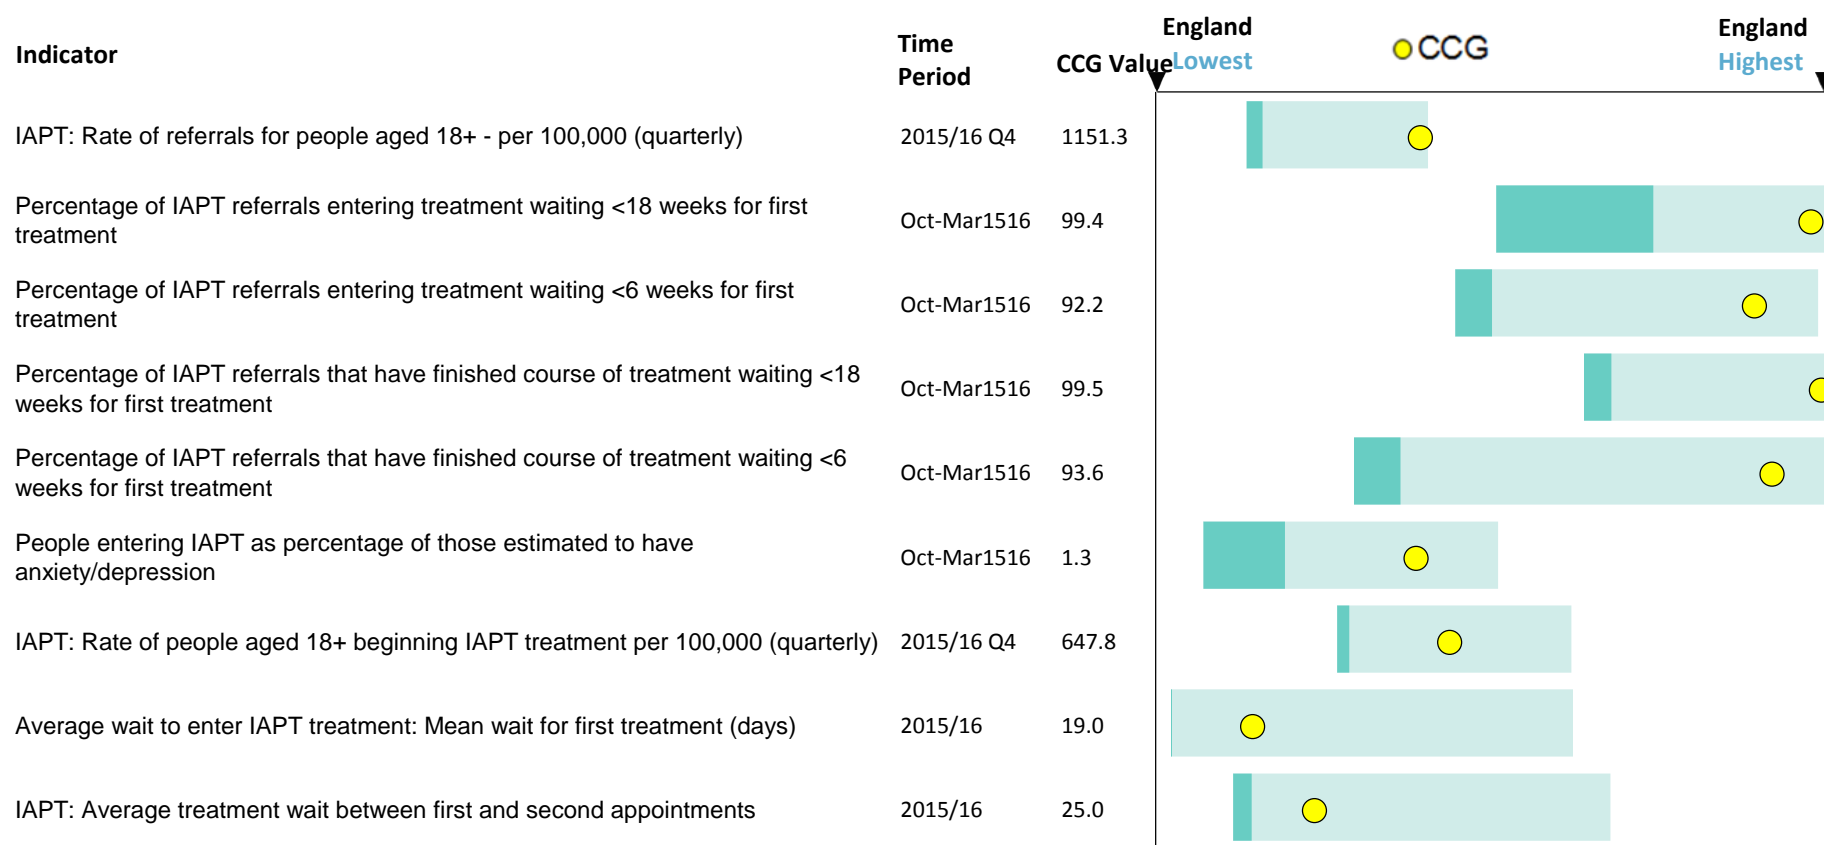 Indicator
Time
Period
CCG Value
England
Lowest
CCG
England
Highest
IAPT: Rate of referrals for people aged 18+ - per 100,000 (quarterly) 2015/16 Q4 1151.3
Percentage of IAPT referrals entering treatment waiting <18 weeks for first
treatment
Oct-Mar1516 99.4
Percentage of IAPT referrals entering treatment waiting <6 weeks for first
treatment
Oct-Mar1516 92.2
Percentage of IAPT referrals that have finished course of treatment waiting <18
weeks for first treatment
Oct-Mar1516 99.5
Percentage of IAPT referrals that have finished course of treatment waiting <6
weeks for first treatment
Oct-Mar1516 93.6
People entering IAPT as percentage of those estimated to have
anxiety/depression
Oct-Mar1516 1.3
IAPT: Rate of people aged 18+ beginning IAPT treatment per 100,000 (quarterly) 2015/16 Q4 647.8
Average wait to enter IAPT treatment: Mean wait for first treatment (days) 2015/16 19.0
IAPT: Average treatment wait between first and second appointments 2015/16 25.0